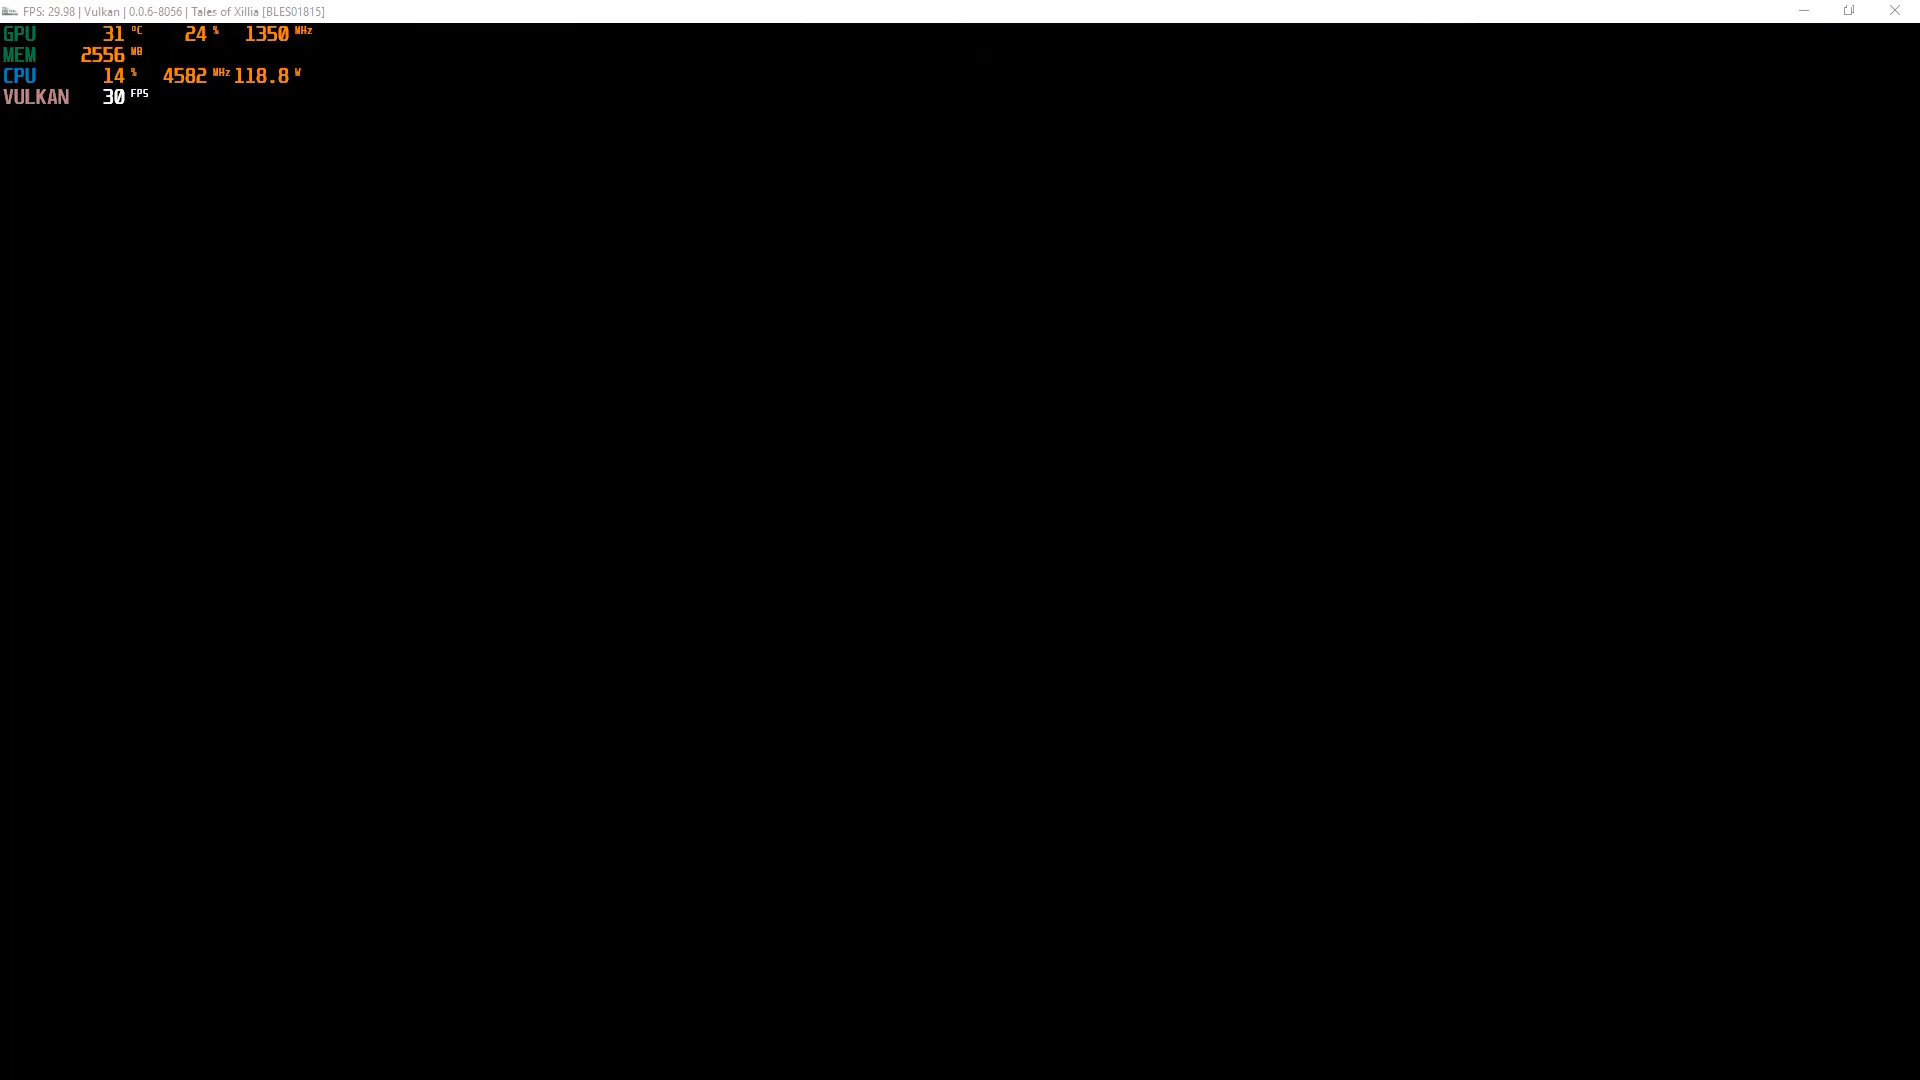 FPS: 29.98 | Vulkan | 0.0.6-8056 | Tales of Xillia [BLES01815]
GPU 31 °C 24 % 1350 MHz
MEM 2556 MB
CPU 14 % 4582 MHz 118.8 W
VULKAN 30 FPS